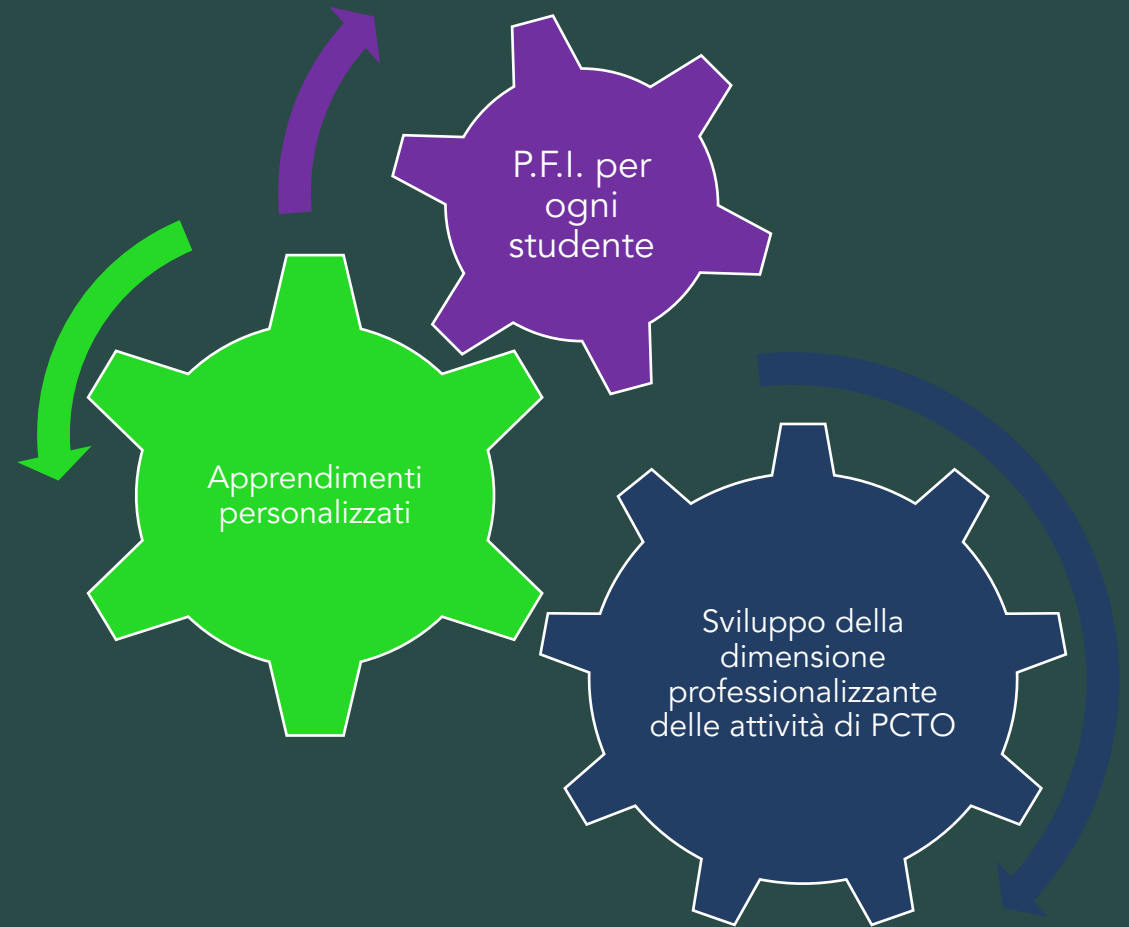 P.F.I. per
ogni
studente
Apprendimenti
personalizzati
Sviluppo della
dimensione
professionalizzante
delle attività di PCTO